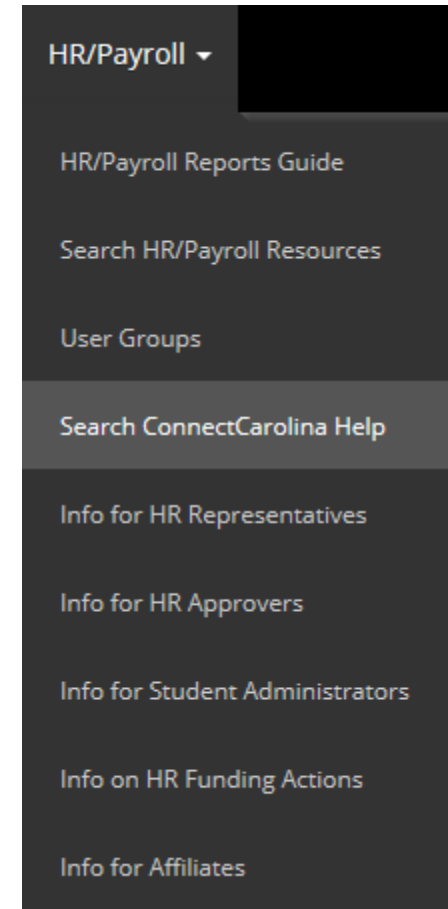 HR/Payroll
HR/Payroll Reports Guide
Search HR/Payroll Resources
User Groups
Search ConnectCarolina Help
Info for HR Representatives
Info for HR Approvers
Info for Student Administrators
Info on HR Funding Actions
Info for Affiliates